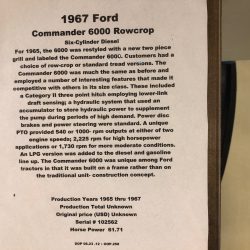 1967 Ford
Commander 6000 Rowcrop
Six-Cylinder Diesel
For 1965, the 6000 was restyled with a new two piece
grill and labeled the Commander 6000. Customers had a
choice of row-crop or standard tread versions. The
Commander 6000 was much the same as before and
employed a number of interesting features that made it
competitive with others in its size class. These included
a Category II three point hitch employing lower-link
draft sensing; a hydraulic system that used an
accumulator to store hydraulic power to supplement
the pump during periods of high demand. Power disc
brakes and power steering were standard. A unique
PTO provided 540 or 1000- rpm outputs at either of two
engine speeds; 2,225 rpm for high horsepower
applications or 1,730 rpm for more moderate conditions.
An LPG version was added to the diesel and gasoline
line up. The Commander 6000 was unique among Ford
tractors in that it was built on a frame rather than on
the traditional unit- construction concept.
Production Years 1965 thru 1967
Production Total Unknown
Original price (USD) Unknown
Serial # 102562
Horse Power 61.71